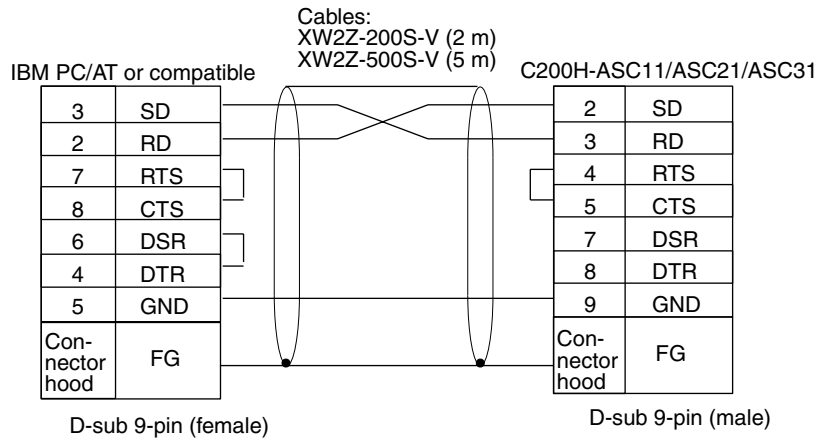 Cables:
XW2Z-200S-V (2 m)
XW2Z-500S-V (5 m)
IBM PC/AT or compatible
C200H-ASC11/ASC21/ASC31
3 SD
2 RD
7 RTS
8 CTS
6 DSR
4 DTR
5 GND
Con-
nector
hood
FG
D-sub 9-pin (female)
2 SD
3 RD
4 RTS
5 CTS
7 DSR
8 DTR
9 GND
Con-
nector
hood
FG
D-sub 9-pin (male)